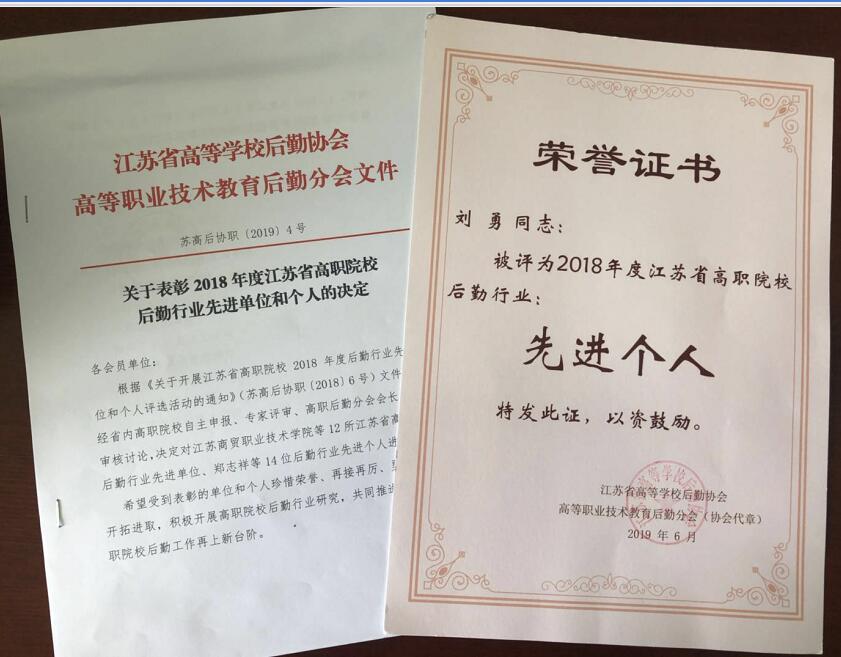 江苏省高等学校后勤协会
高等职业技术教育后勤分会文件
苏高后协职〔2019〕4号
关于表彰2018年度江苏省高职院校
后勤行业先进单位和个人的决定
各会员单位：
根据《关于开展江苏省高职院校2018年度后勤行业先
位和个人评选活动的通知》（苏高后协职〔2018〕6号）文件
经省内高职院校自主申报、专家评审、高职后勤分会会长
审核讨论，决定对江苏商贸职业技术学院等12所江苏省高
后勤行业先进单位、郑志祥等14位后勤行业先进个人进
希望受到表彰的单位和个人珍惜荣誉、再接再厉、
开拓进取，积极开展高职院校后勤行业研究，共同推进
职院校后勤工作再上新台阶。
荣誉证书
刘勇同志：
被评为2018年度江苏省高职院校
后勤行业：
先进个人
特发此证，以资鼓励。
江苏省高等学校后勤协会
高等职业技术教育后勤分会（协会代章）
2019年6月